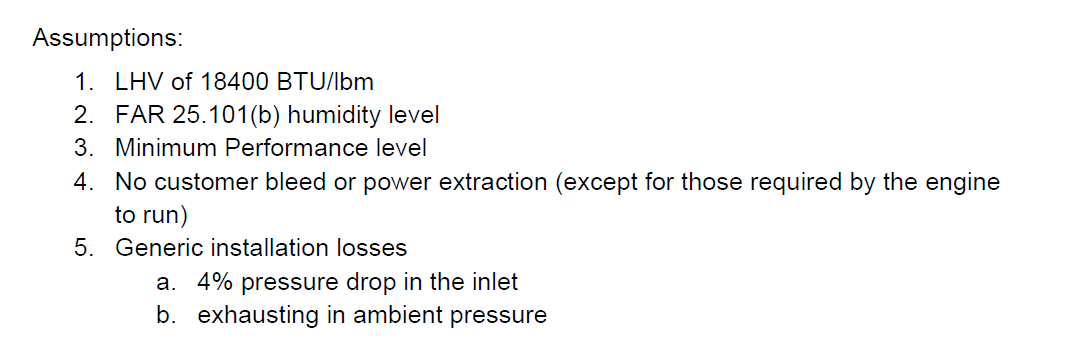 Assumptions:
1. LHV of 18400 BTU/lbm
2. FAR 25.101(b) humidity level
3. Minimum Performance level
4. No customer bleed or power extraction (except for those required by the engine
to run)
5. Generic installation losses
a. 4% pressure drop in the inlet
b. exhausting in ambient pressure